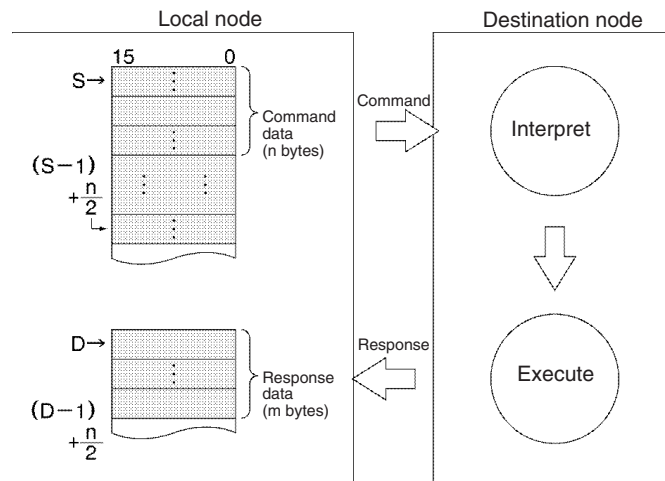 Local node
Destination node
15 0
S→
Command
data
(n bytes)
(S−1)
+n/2
Command
Interpret
D→
Response
data
(m bytes)
(D−1)
+n/2
Response
Execute